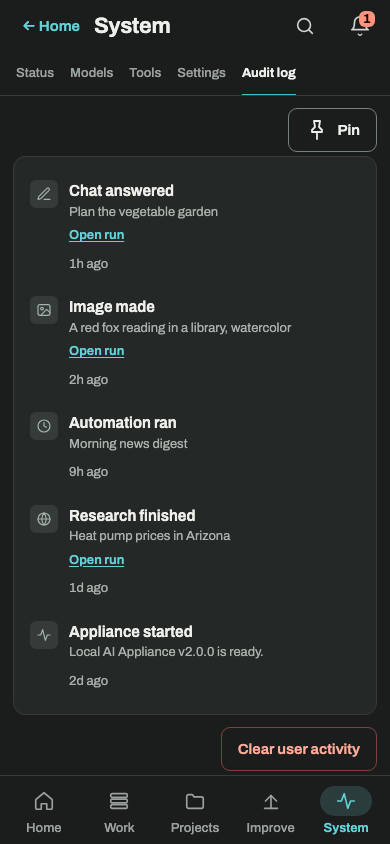 ← Home System
1
Status Models Tools Settings Audit log
Pin
Chat answered
Plan the vegetable garden
Open run
1h ago
Image made
A red fox reading in a library, watercolor
Open run
2h ago
Automation ran
Morning news digest
9h ago
Research finished
Heat pump prices in Arizona
Open run
1d ago
Appliance started
Local AI Appliance v2.0.0 is ready.
2d ago
Clear user activity
Home Work Projects Improve System